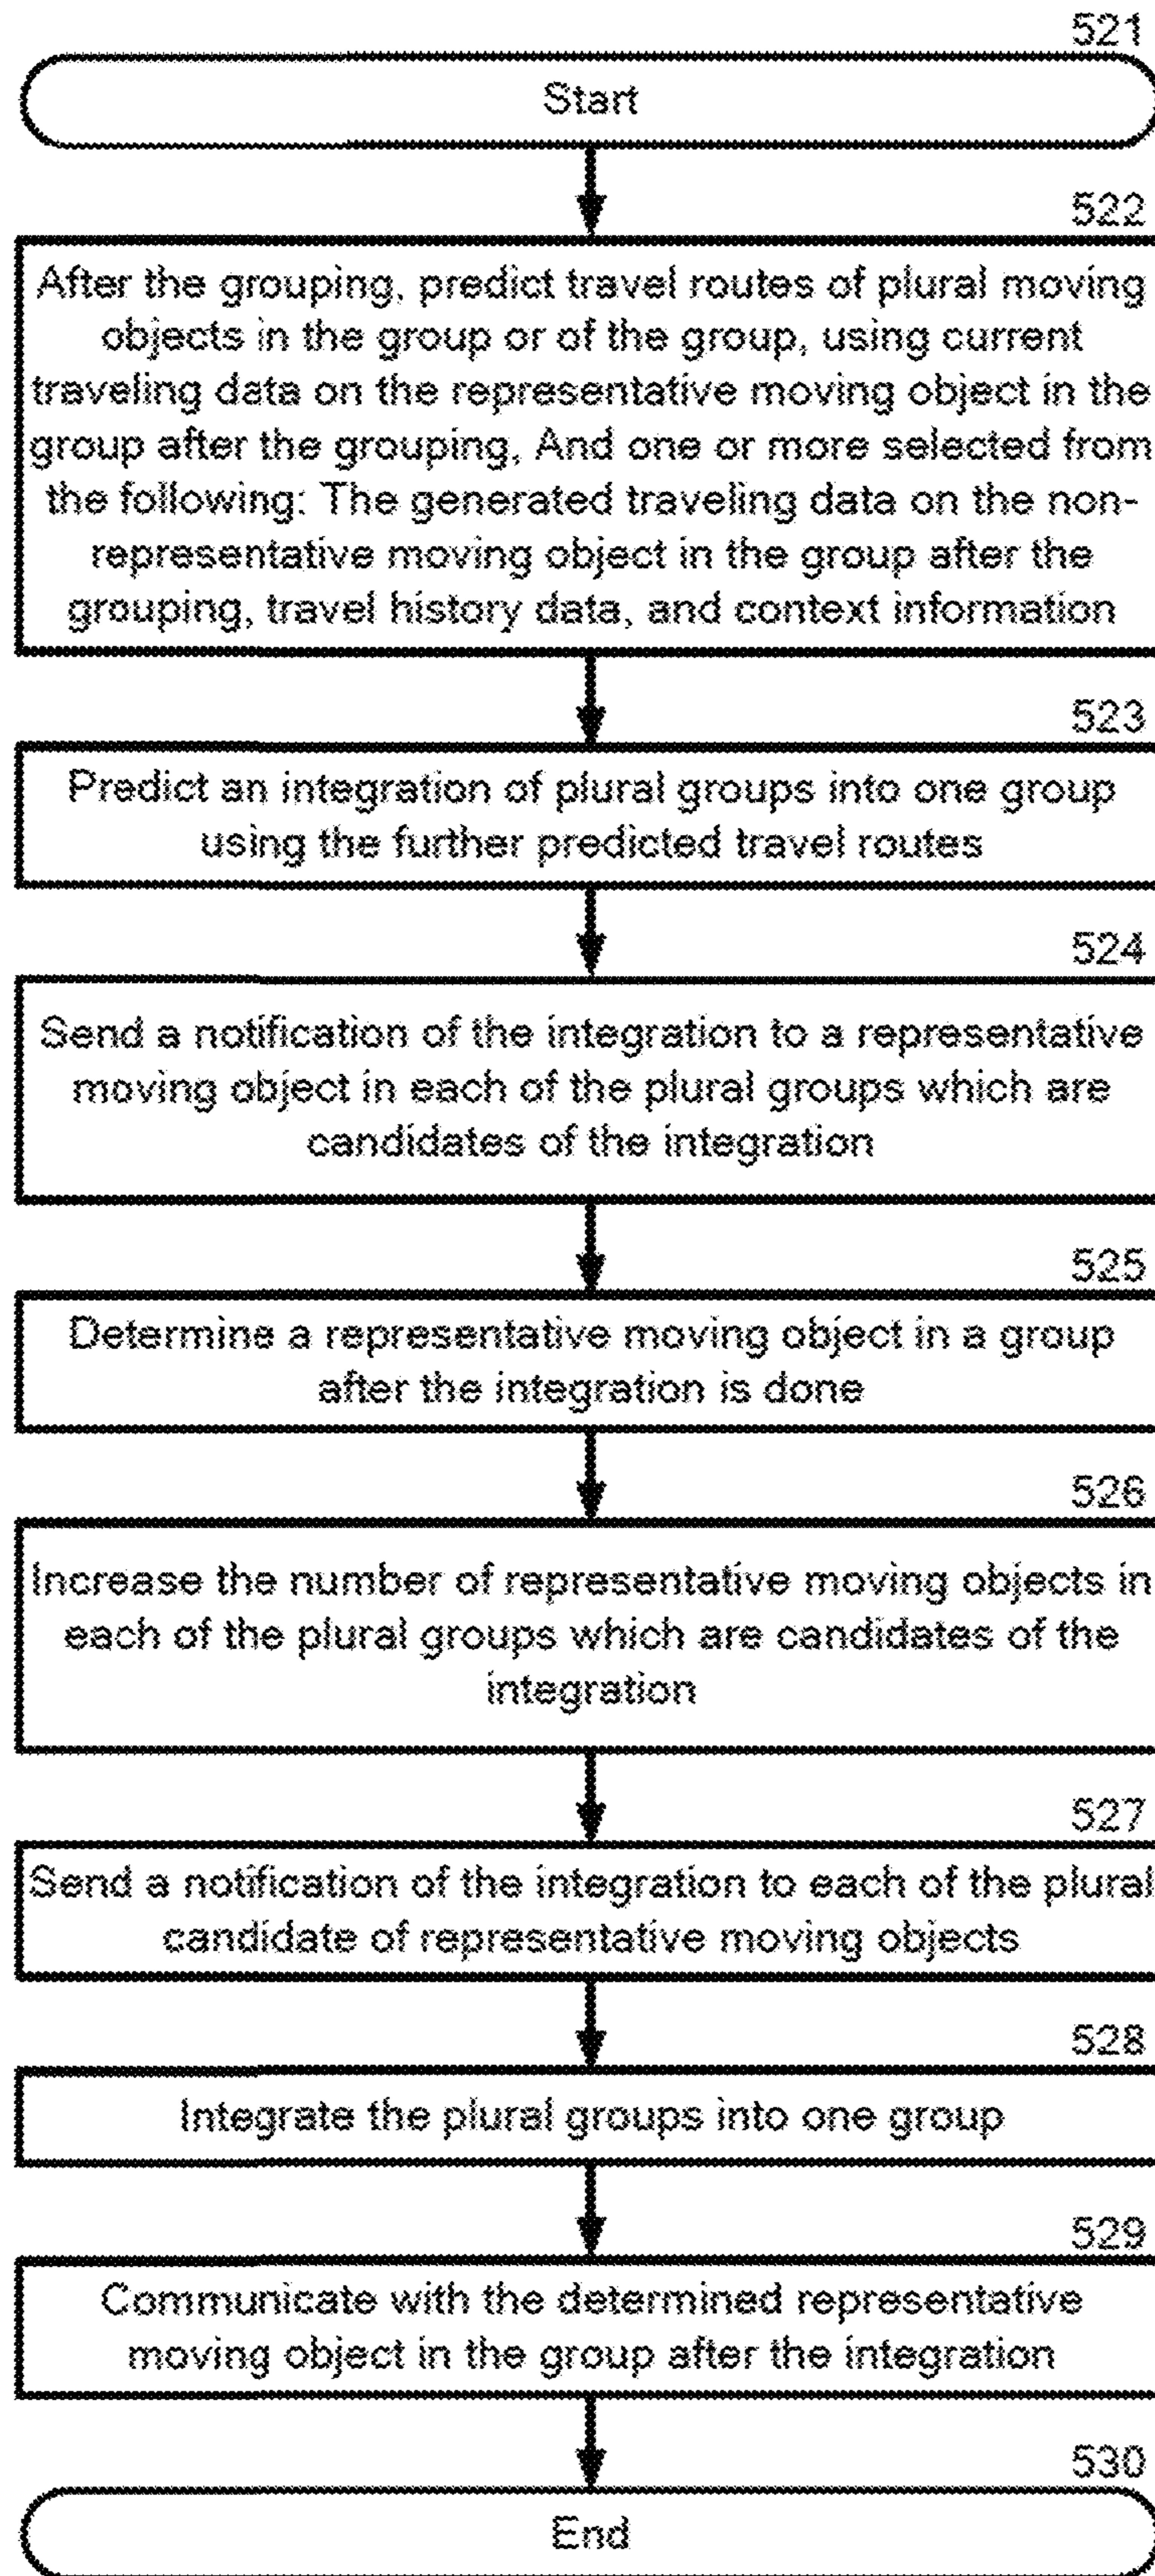 521
Start
522
After the grouping, predict travel routes of plural moving
objects in the group or of the group, using current
traveling data on the representative moving object in the
group after the grouping, And one or more selected from
the following: The generated traveling data on the non-
representative moving object in the group after the
grouping, travel history data, and context information
523
Predict an integration of plural groups into one group
using the further predicted travel routes
524
Send a notification of the integration to a representative
moving object in each of the plural groups which are
candidates of the integration
525
Determine a representative moving object in a group
after the integration is done
526
Increase the number of representative moving objects in
each of the plural groups which are candidates of the
integration
527
Send a notification of the integration to each of the plural
candidate of representative moving objects
528
Integrate the plural groups into one group
529
Communicate with the determined representative
moving object in the group after the integration
530
End